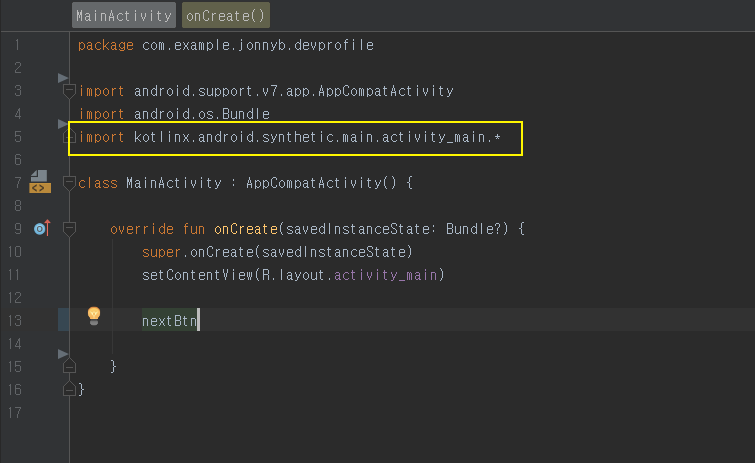 MainActivity onCreate()
1 package com.example.jonnyb.devprofile
2
3 import android.support.v7.app.AppCompatActivity
4 import android.os.Bundle
5 import kotlinx.android.synthetic.main.activity_main.*
6
7 class MainActivity : AppCompatActivity() {
8
9 override fun onCreate(savedInstanceState: Bundle?) {
10 super.onCreate(savedInstanceState)
11 setContentView(R.layout.activity_main)
12
13 nextBtn
14
15 }
16 }
17